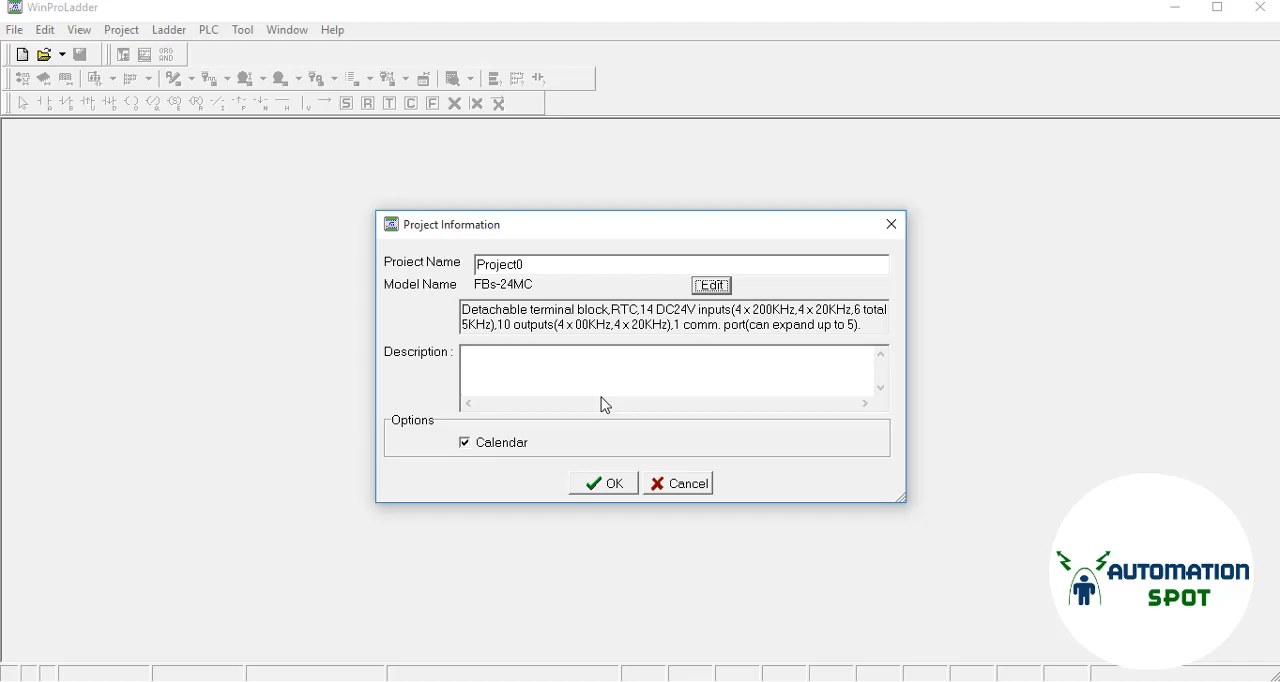 WinProLadder
File Edit View Project Ladder PLC Tool Window Help
ORG
AND
A B U D O Q S R I P N H V S R T C F
Project Information
Project Name Project0
Model Name FBs-24MC Edit
Detachable terminal block,RTC,14 DC24V inputs(4 x 200KHz,4 x 20KHz,6 total
5KHz),10 outputs(4 x 00KHz,4 x 20KHz),1 comm. port(can expand up to 5).
Description :
Options
Calendar
OK Cancel
AUTOMATION
SPOT